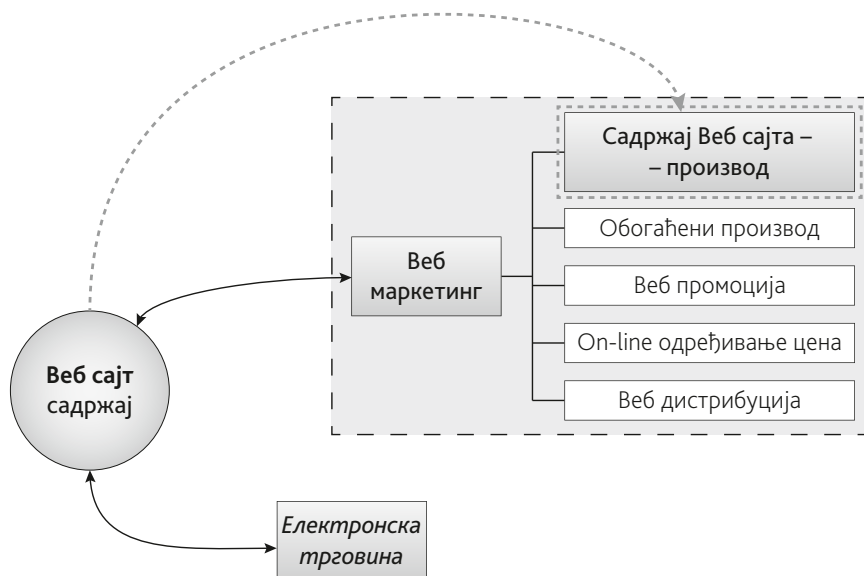 Садржај Веб сајта –
– производ
Обогаћени производ
Веб
маркетинг
Веб промоција
On-line одређивање цена
Веб дистрибуција
Веб сајт
садржај
Електронска
трговина